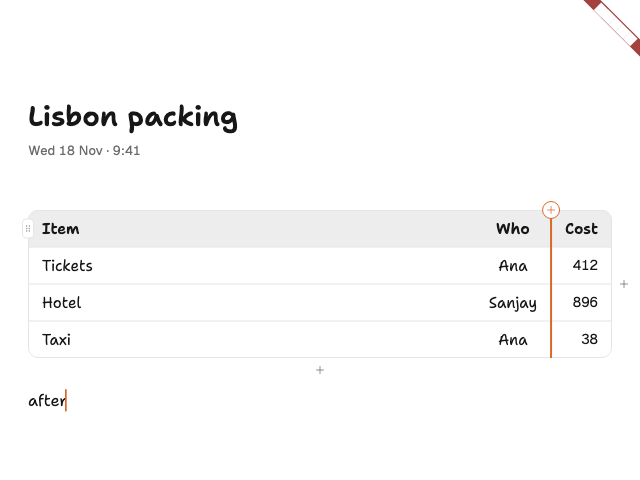 Lisbon packing
Wed 18 Nov · 9:41
Item Who Cost
Tickets Ana 412
Hotel Sanjay 896
Taxi Ana 38
after